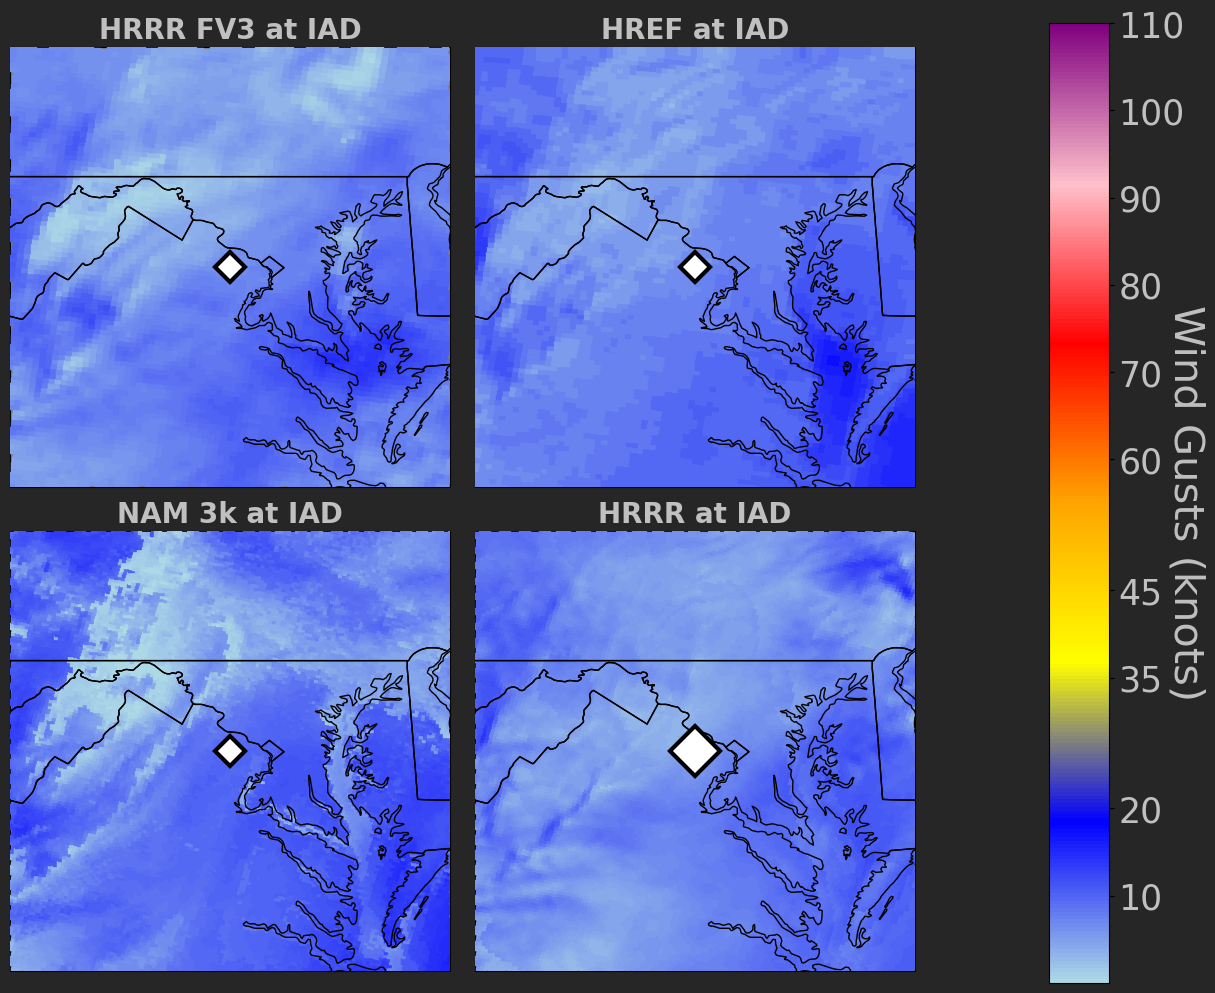 HRRR FV3 at IAD
HREF at IAD
NAM 3k at IAD
HRRR at IAD
110
100
90
80
70
60
45
35
20
10
Wind Gusts (knots)